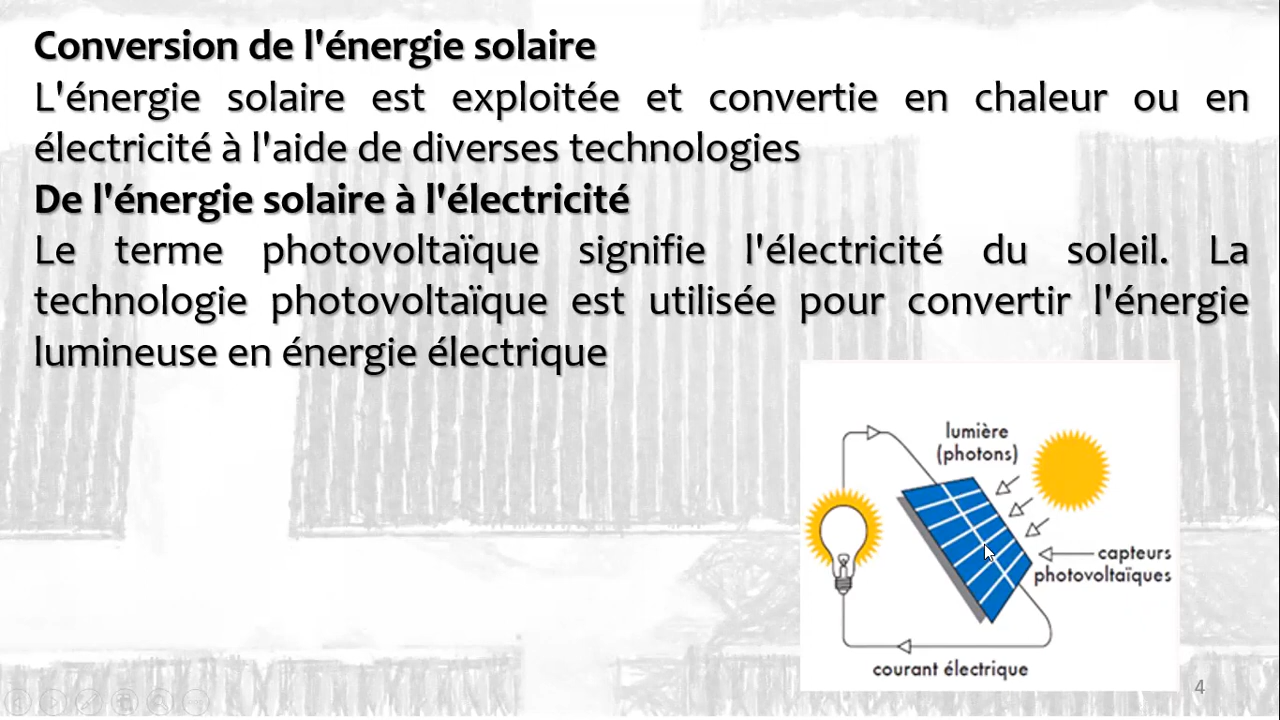 Conversion de l'énergie solaire
L'énergie solaire est exploitée et convertie en chaleur ou en
électricité à l'aide de diverses technologies
De l'énergie solaire à l'électricité
Le terme photovoltaïque signifie l'électricité du soleil. La
technologie photovoltaïque est utilisée pour convertir l'énergie
lumineuse en énergie électrique
lumière
(photons)
capteurs
photovoltaïques
courant électrique
4